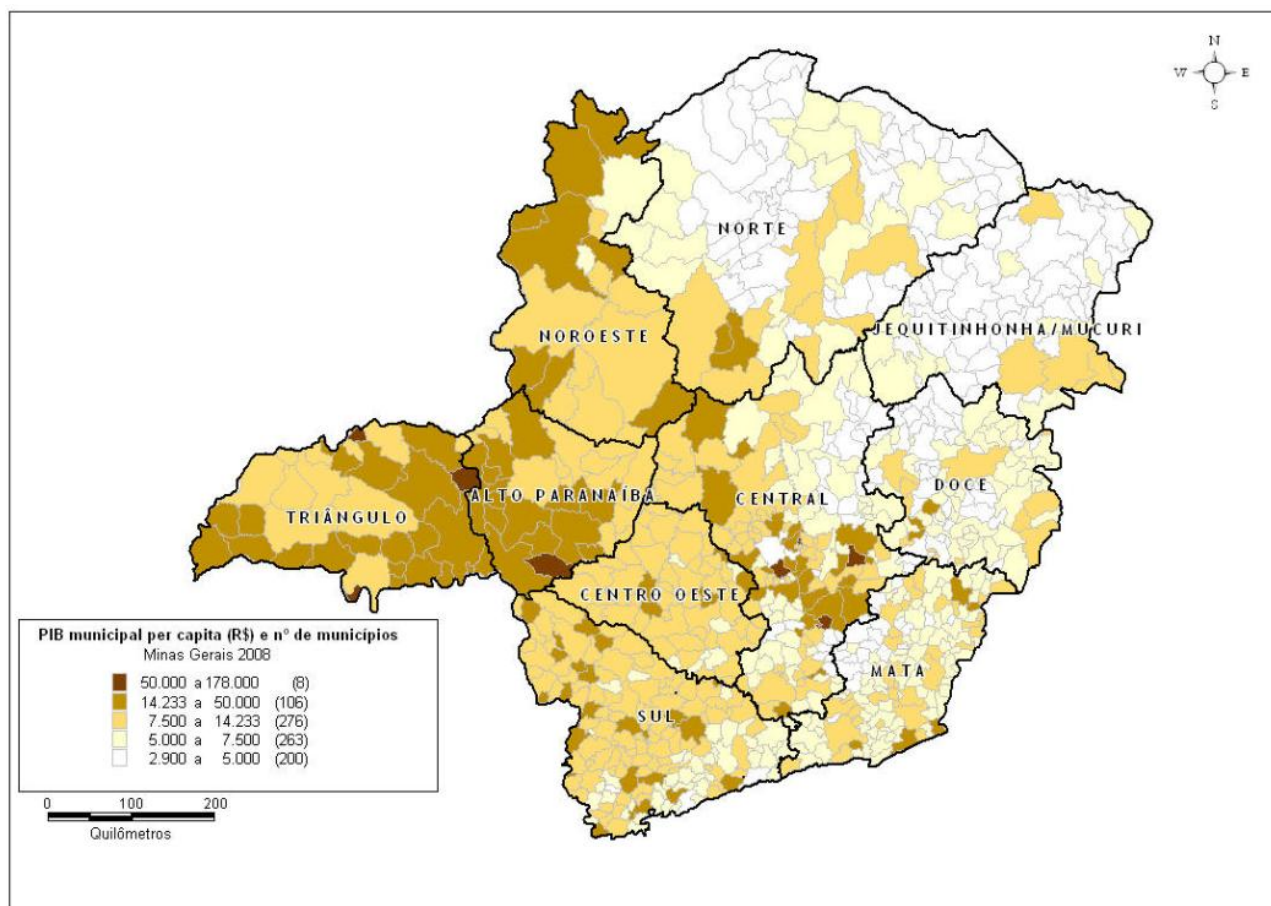 N
W E
S
NORTE
NOROESTE
JEQUITINHONHA/MUCURI
ALTO PARANAÍBA
CENTRAL
DOCE
TRIÂNGULO
CENTRO OESTE
MATA
SUL
PIB municipal per capita (R$) e nº de municípios
Minas Gerais 2008
50.000 a 178.000 (8)
14.233 a 50.000 (106)
7.500 a 14.233 (276)
5.000 a 7.500 (263)
2.900 a 5.000 (200)
0 100 200
Quilômetros